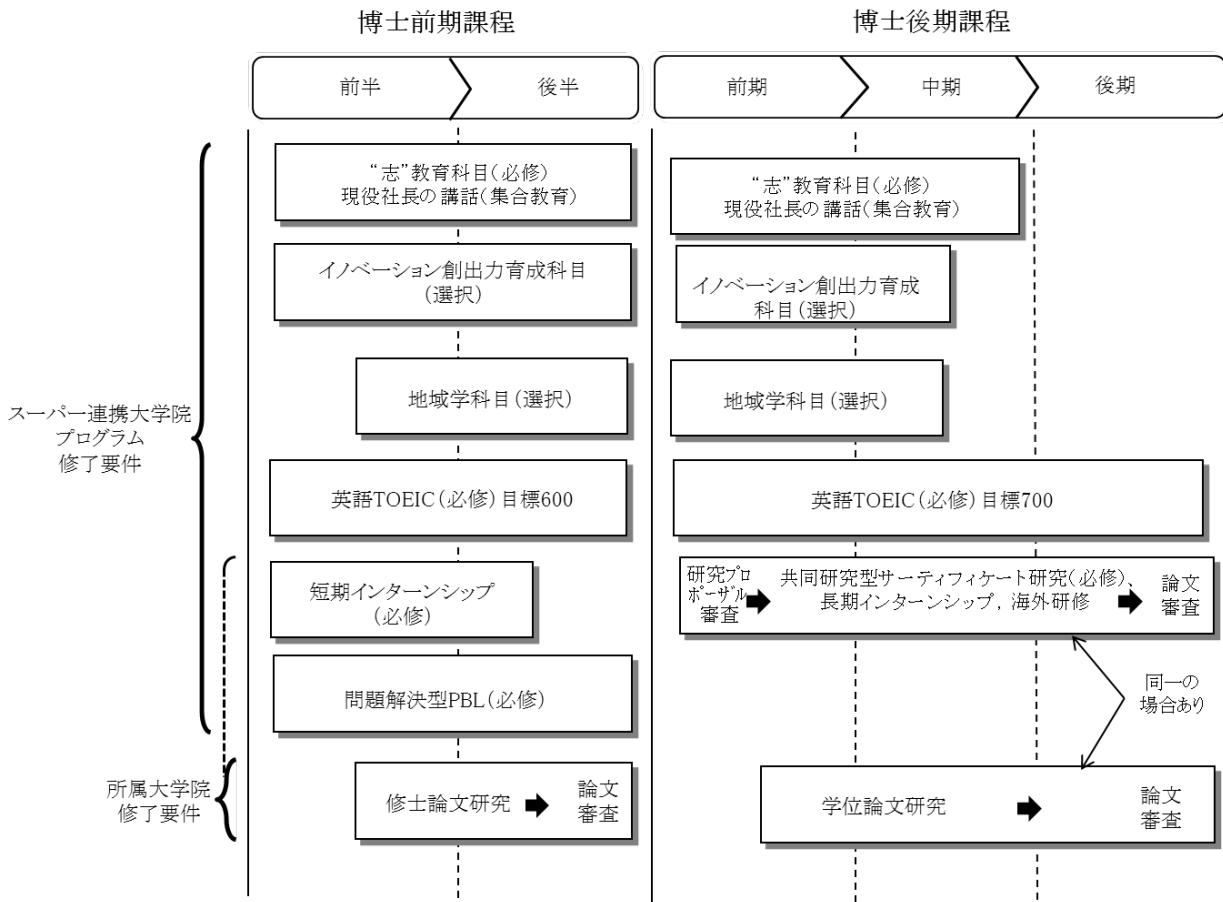 博士前期課程
博士後期課程
前半
後半
前期
中期
後期
スーパー連携大学院
プログラム
修了要件
“志”教育科目(必修)
現役社長の講話(集合教育)
“志”教育科目(必修)
現役社長の講話(集合教育)
イノベーション創出力育成科目
(選択)
イノベーション創出力育成
科目(選択)
地域学科目(選択)
地域学科目(選択)
英語TOEIC(必修)目標600
英語TOEIC(必修)目標700
短期インターンシップ
(必修)
研究プロ
ポーザル
審査
共同研究型サーティフィケート研究(必修)、
長期インターンシップ, 海外研修
論文
審査
問題解決型PBL(必修)
同一の
場合あり
所属大学院
修了要件
修士論文研究
論文
審査
学位論文研究
論文
審査